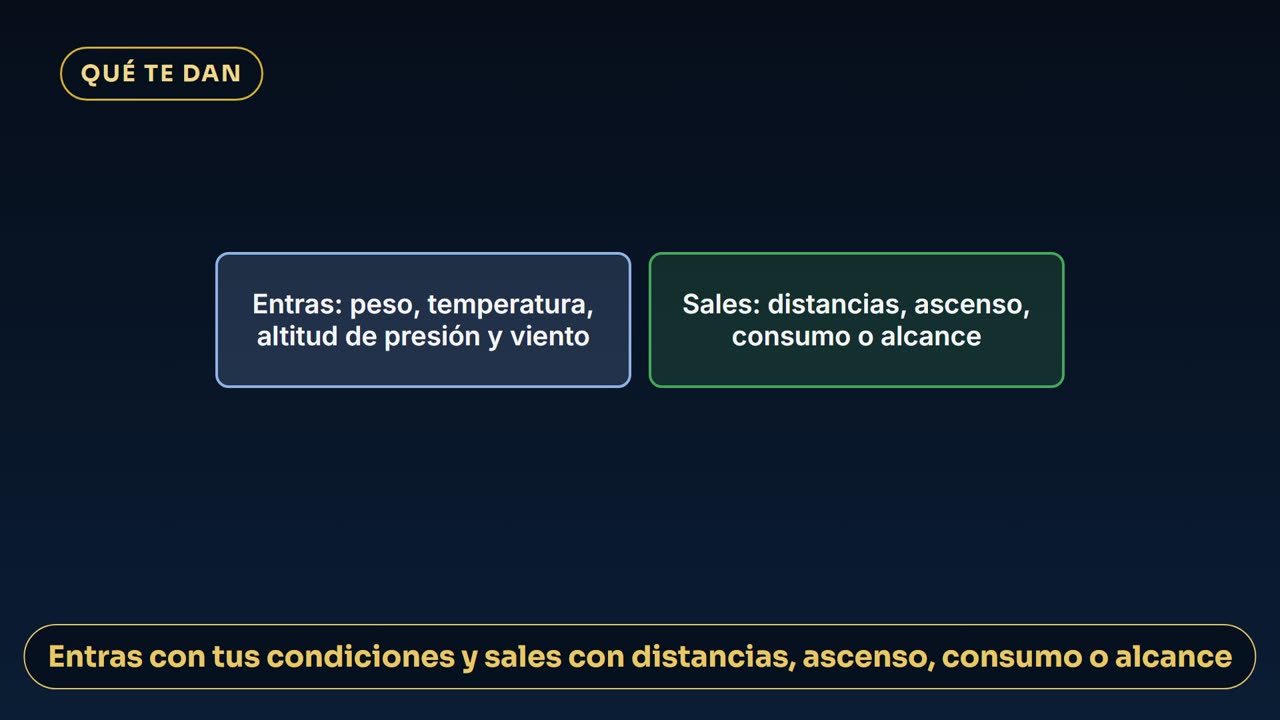 QUÉ TE DAN
Entras: peso, temperatura,
altitud de presión y viento
Sales: distancias, ascenso,
consumo o alcance
Entras con tus condiciones y sales con distancias, ascenso, consumo o alcance